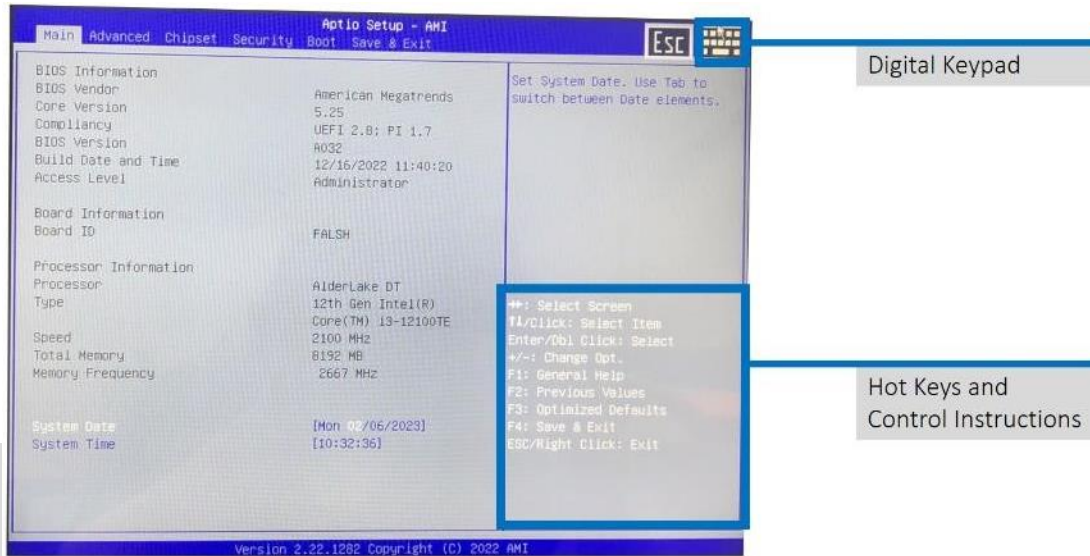 Aptio Setup - AMI
Main Advanced Chipset Security Boot Save & Exit
Esc
BIOS Information
BIOS Vendor American Megatrends
Core Version 5.25
Compliancy UEFI 2.8; PI 1.7
BIOS Version A032
Build Date and Time 12/16/2022 11:40:20
Access Level Administrator
Board Information
Board ID FALSH
Processor Information
Processor AlderLake DT
Type 12th Gen Intel(R)
Core(TM) i3-12100TE
Speed 2100 MHz
Total Memory 8192 MB
Memory Frequency 2667 MHz
System Date [Mon 02/06/2023]
System Time [10:32:36]
Set System Date. Use Tab to
switch between Date elements.
→←: Select Screen
↑↓/Click: Select Item
Enter/Dbl Click: Select
+/-: Change Opt.
F1: General Help
F2: Previous Values
F3: Optimized Defaults
F4: Save & Exit
ESC/Right Click: Exit
Version 2.22.1282 Copyright (C) 2022 AMI
Digital Keypad
Hot Keys and
Control Instructions